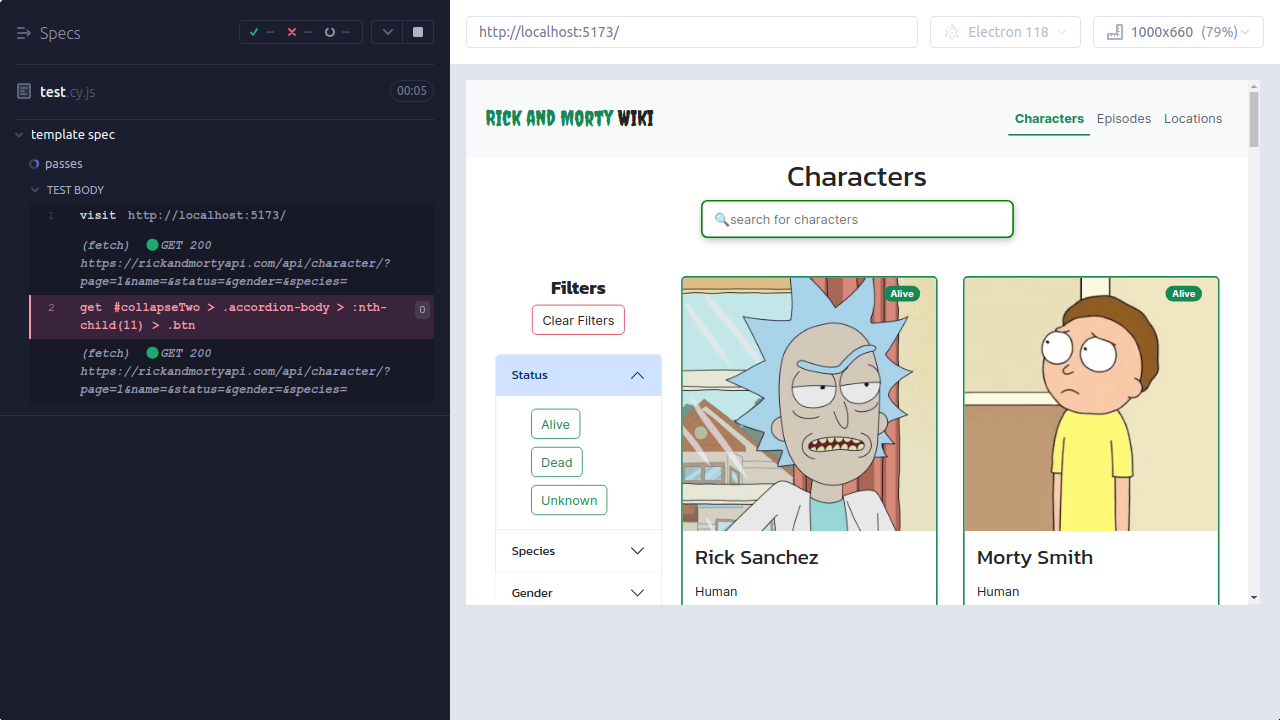 Specs
--
--
--
test.cy.js
00:05
template spec
passes
TEST BODY
1 visit http://localhost:5173/
(fetch) GET 200
https://rickandmortyapi.com/api/character/?
page=1&name=&status=&gender=&species=
2 get #collapseTwo > .accordion-body > :nth-
child(11) > .btn
0
(fetch) GET 200
https://rickandmortyapi.com/api/character/?
page=1&name=&status=&gender=&species=
http://localhost:5173/
Electron 118
1000x660 (79%)
RICK AND MORTY WIKI
Characters
Episodes
Locations
Characters
search for characters
Filters
Clear Filters
Status
Alive
Dead
Unknown
Species
Gender
Alive
Rick Sanchez
Human
Alive
Morty Smith
Human